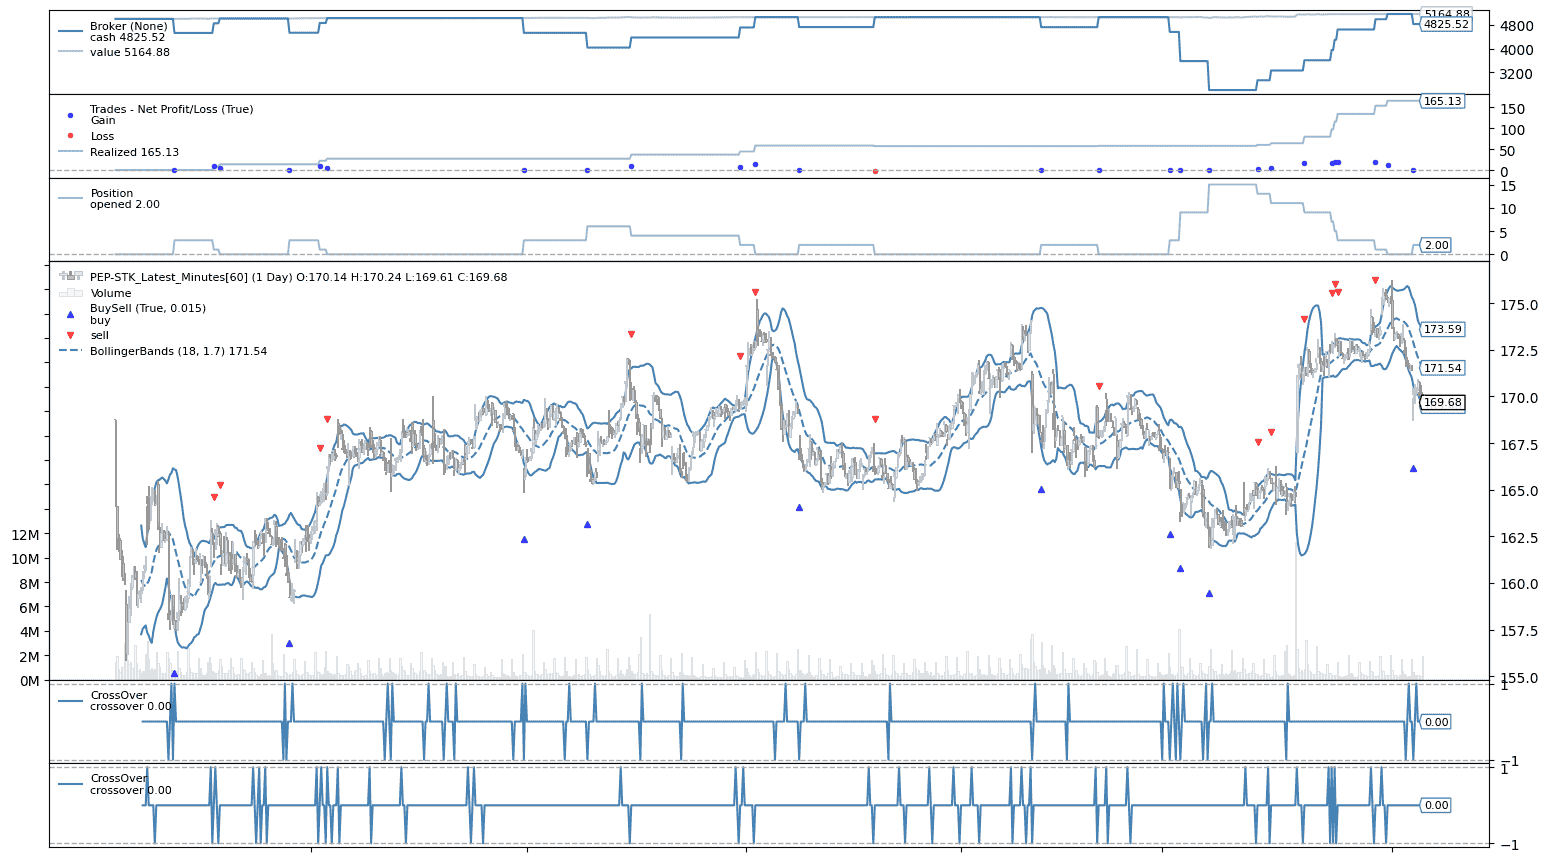 Broker (None)
cash 4825.52
value 5164.88
5164.88
4825.52
4800
4000
3200
Trades - Net Profit/Loss (True)
Gain
Loss
Realized 165.13
165.13
150
100
50
0
Position
opened 2.00
2.00
15
10
5
0
PEP-STK_Latest_Minutes[60] (1 Day) O:170.14 H:170.24 L:169.61 C:169.68
Volume
BuySell (True, 0.015)
buy
sell
BollingerBands (18, 1.7) 171.54
12M
10M
8M
6M
4M
2M
0M
173.59
171.54
169.68
175.0
172.5
170.0
167.5
165.0
162.5
160.0
157.5
155.0
CrossOver
crossover 0.00
0.00
1
−1
CrossOver
crossover 0.00
0.00
1
−1